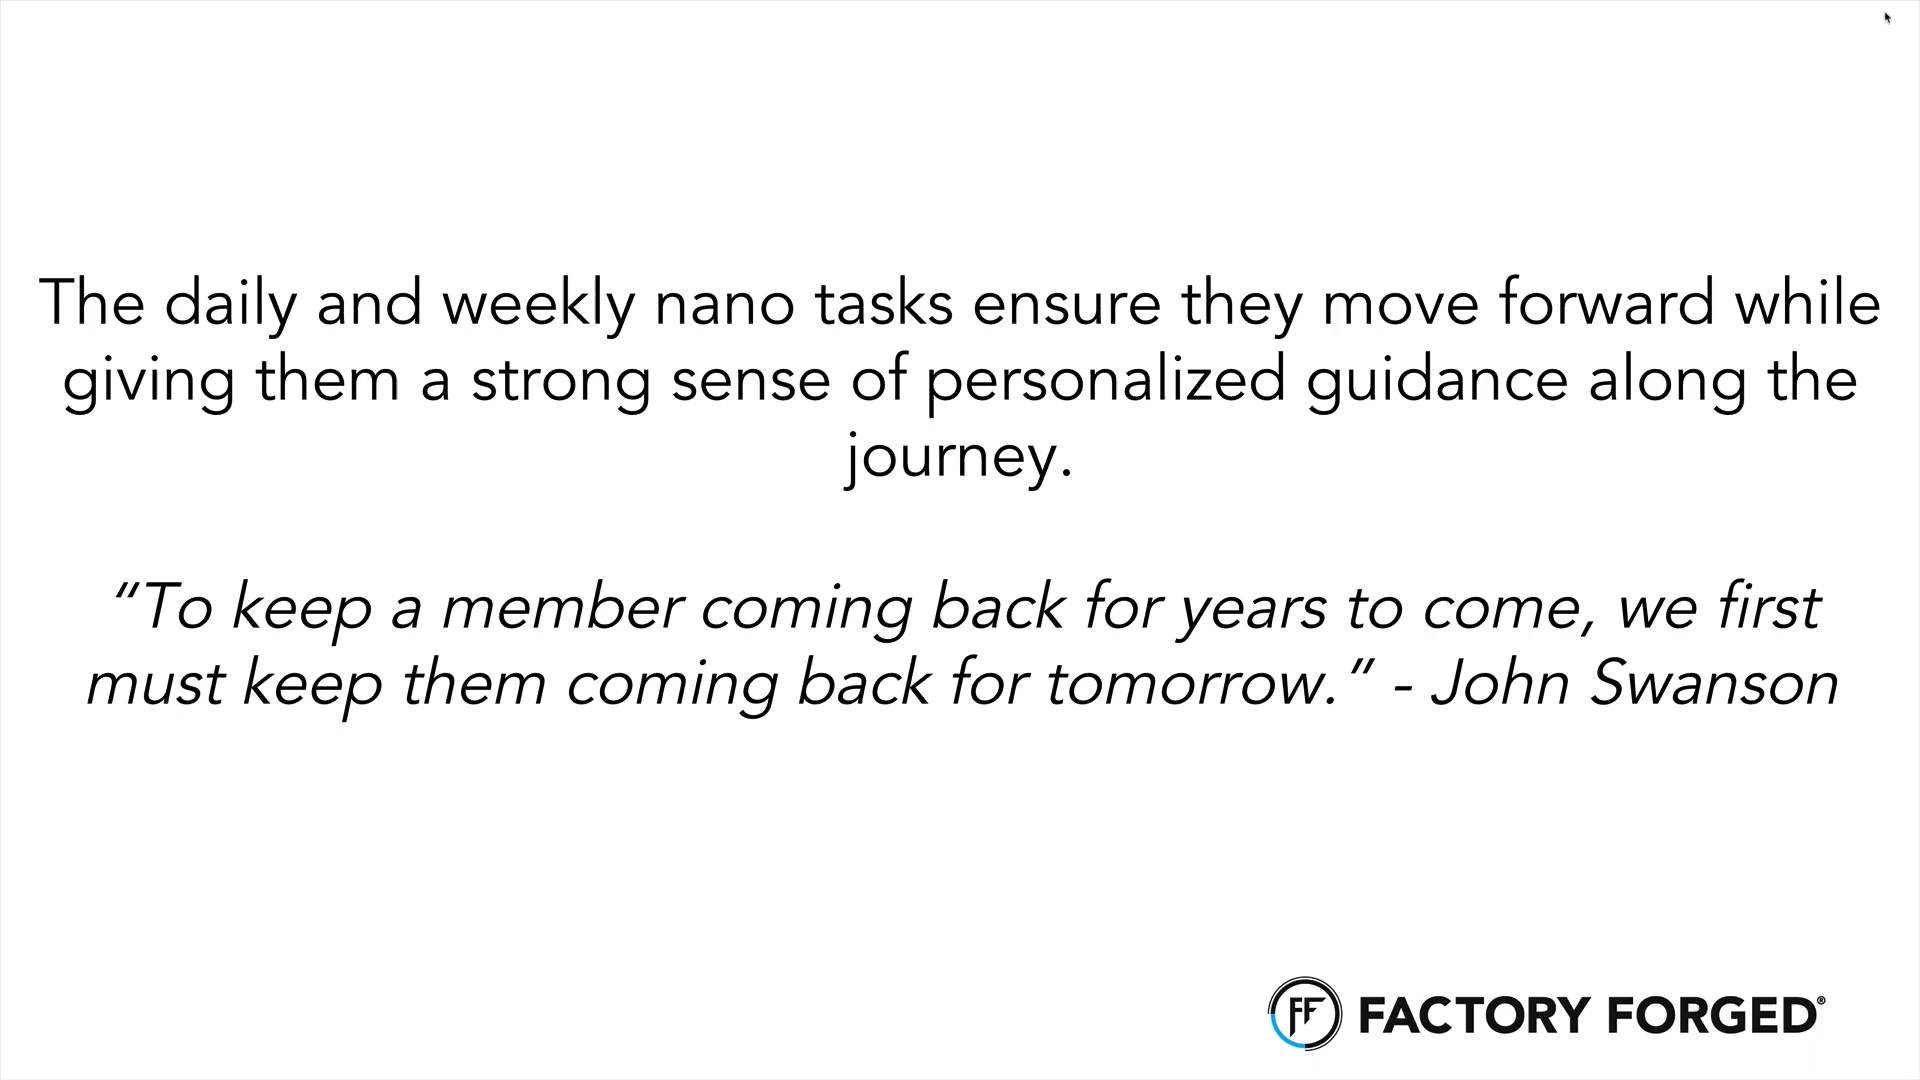 The daily and weekly nano tasks ensure they move forward while
giving them a strong sense of personalized guidance along the
journey.
“To keep a member coming back for years to come, we first
must keep them coming back for tomorrow.” - John Swanson
FF FACTORY FORGED®